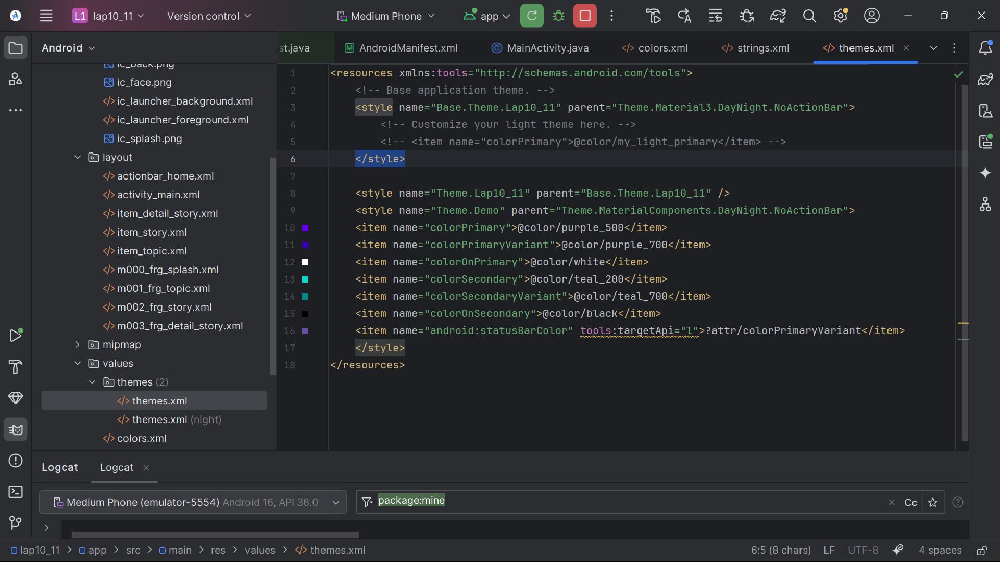 L1 lap10_11 Version control Medium Phone app
Android
st.java AndroidManifest.xml MainActivity.java colors.xml strings.xml themes.xml
ic_back.png
ic_face.png
ic_launcher_background.xml
ic_launcher_foreground.xml
ic_splash.png
layout
actionbar_home.xml
activity_main.xml
item_detail_story.xml
item_story.xml
item_topic.xml
m000_frg_splash.xml
m001_frg_topic.xml
m002_frg_story.xml
m003_frg_detail_story.xml
mipmap
values
themes (2)
themes.xml
themes.xml (night)
colors.xml
1 <resources xmlns:tools="http://schemas.android.com/tools">
2 <!-- Base application theme. -->
3 <style name="Base.Theme.Lap10_11" parent="Theme.Material3.DayNight.NoActionBar">
4 <!-- Customize your light theme here. -->
5 <!-- <item name="colorPrimary">@color/my_light_primary</item> -->
6 </style>
7
8 <style name="Theme.Lap10_11" parent="Base.Theme.Lap10_11" />
9 <style name="Theme.Demo" parent="Theme.MaterialComponents.DayNight.NoActionBar">
10 <item name="colorPrimary">@color/purple_500</item>
11 <item name="colorPrimaryVariant">@color/purple_700</item>
12 <item name="colorOnPrimary">@color/white</item>
13 <item name="colorSecondary">@color/teal_200</item>
14 <item name="colorSecondaryVariant">@color/teal_700</item>
15 <item name="colorOnSecondary">@color/black</item>
16 <item name="android:statusBarColor" tools:targetApi="l">?attr/colorPrimaryVariant</item>
17 </style>
18 </resources>
Logcat Logcat
Medium Phone (emulator-5554) Android 16, API 36.0 package:mine Cc
lap10_11 > app > src > main > res > values > themes.xml 6:5 (8 chars) LF UTF-8 4 spaces